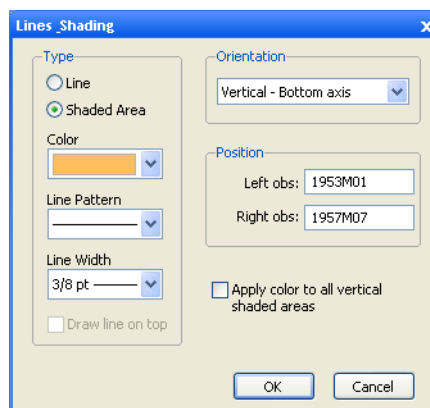 Lines_Shading
Type
Line
Shaded Area
Color
Line Pattern
Line Width
3/8 pt
Draw line on top
Orientation
Vertical - Bottom axis
Position
Left obs: 1953M01
Right obs: 1957M07
Apply color to all vertical
shaded areas
OK
Cancel